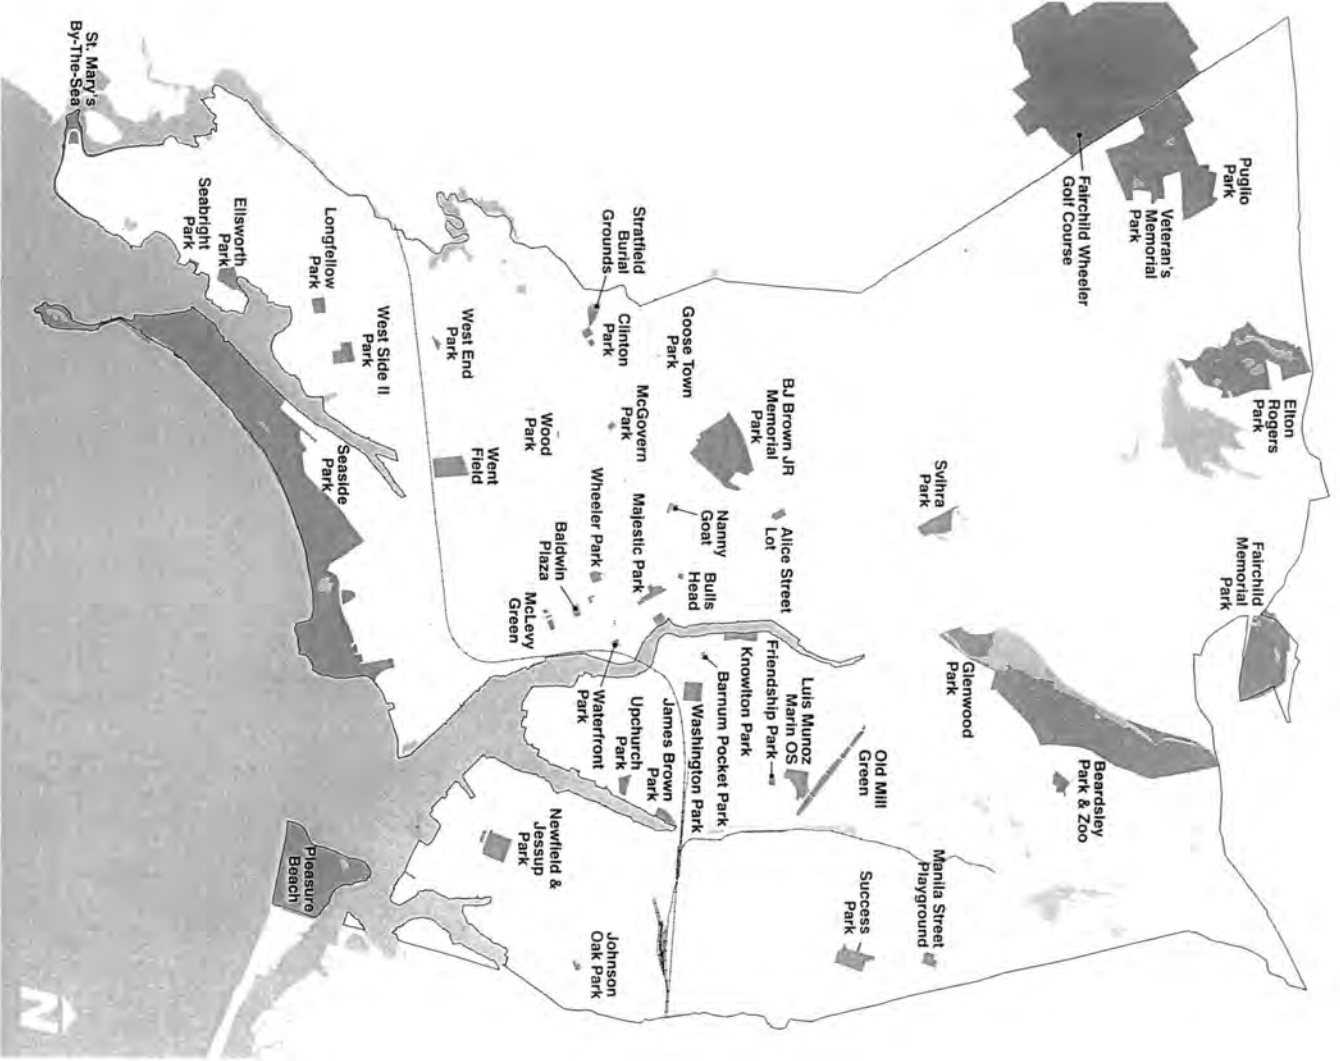 Elton
Rogers
Park
Puglio
Park
Fairchild
Memorial
Park
Veteran's
Memorial
Park
Fairchild Wheeler
Golf Course
Beardsley
Park & Zoo
Glenwood
Park
Svihra
Park
Manila Street
Playground
Old Mill
Green
Success
Park
Luis Munoz
Marin OS
Friendship Park
Knowlton Park
Alice Street
Lot
BJ Brown JR
Memorial
Park
Barnum Pocket Park
Washington Park
Nanny
Goat
Bulls
Head
Goose Town
Park
James Brown
Park
Upchurch
Park
Majestic Park
McGovern
Park
Stratfield
Burial
Grounds
Clinton
Park
Johnson
Oak Park
Waterfront
Park
Wheeler Park
Baldwin
Plaza
McLevy
Green
Wood
Park
Newfield &
Jessup
Park
Went
Field
West End
Park
West Side II
Park
Longfellow
Park
Seaside
Park
Pleasure
Beach
Ellsworth
Park
Seabright
Park
St. Mary's
By-The-Sea
N